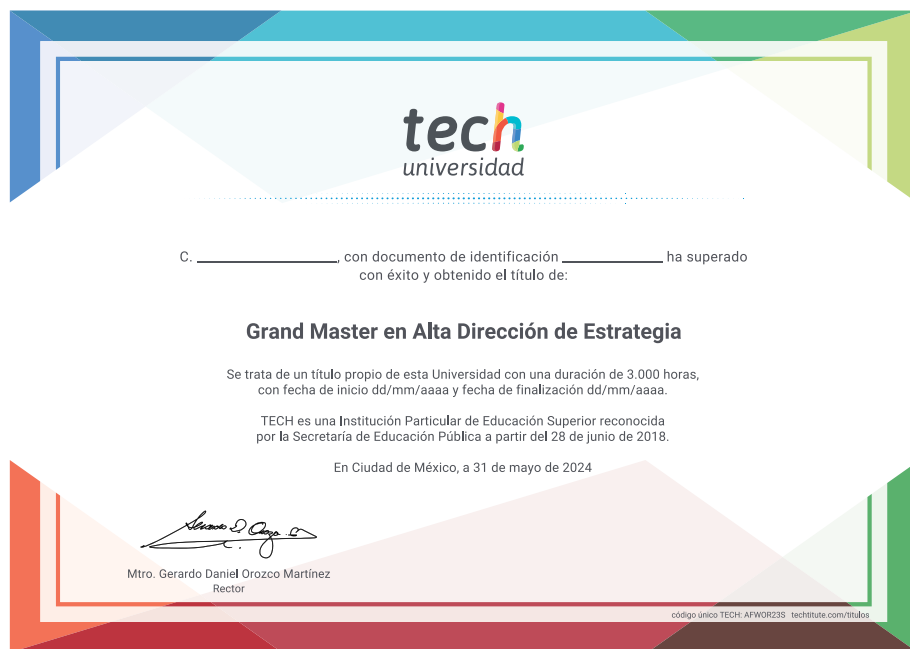 tech
universidad
C. ____________, con documento de identificación ____________ ha superado
con éxito y obtenido el título de:
Grand Master en Alta Dirección de Estrategia
Se trata de un título propio de esta Universidad con una duración de 3.000 horas,
con fecha de inicio dd/mm/aaaa y fecha de finalización dd/mm/aaaa.
TECH es una Institución Particular de Educación Superior reconocida
por la Secretaría de Educación Pública a partir del 28 de junio de 2018.
En Ciudad de México, a 31 de mayo de 2024
Mtro. Gerardo Daniel Orozco Martínez
Rector
código único TECH: AFWOR23S techtitute.com/titulos